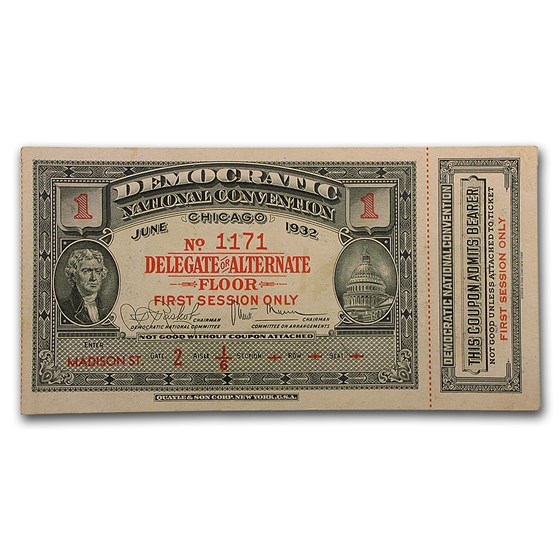 DEMOCRATIC
NATIONAL CONVENTION
1 CHICAGO 1
JUNE 1932
No 1171
DELEGATE OR ALTERNATE
FLOOR
FIRST SESSION ONLY
CHAIRMAN CHAIRMAN
DEMOCRATIC NATIONAL COMMITTEE COMMITTEE ON ARRANGEMENTS
NOT GOOD WITHOUT COUPON ATTACHED
ENTER
MADISON ST. GATE 2 AISLE 1/6 SECTION ROW SEAT
QUAYLE & SON CORP. NEW YORK, U.S.A.
DEMOCRATIC NATIONAL CONVENTION
THIS COUPON ADMITS BEARER
NOT GOOD UNLESS ATTACHED TO TICKET
FIRST SESSION ONLY